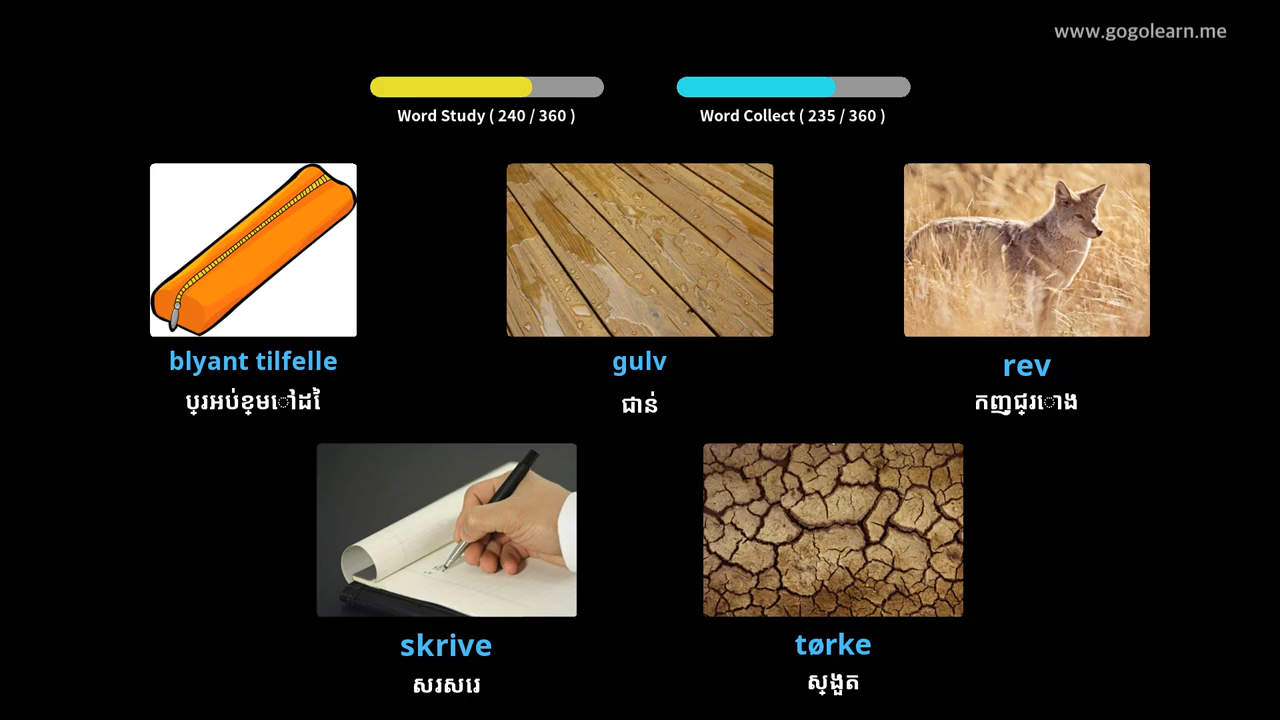 www.gogolearn.me
Word Study ( 240 / 360 )
Word Collect ( 235 / 360 )
blyant tilfelle
gulv
rev
ប្រអប់ខ្មៅដៃ
ជាន់
កញ្ជ្រោង
skrive
tørke
សរសេរ
ស្ងួត